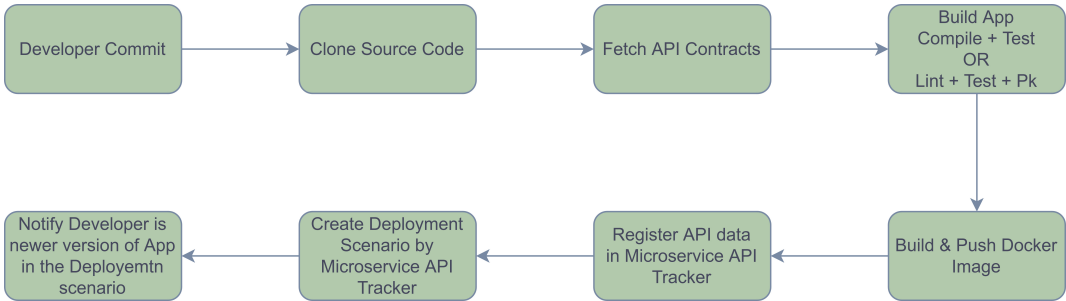 Developer Commit
Clone Source Code
Fetch API Contracts
Build App
Compile + Test
OR
Lint + Test + Pk
Build & Push Docker
Image
Register API data
in Microservice API
Tracker
Create Deployment
Scenario by
Microservice API
Tracker
Notify Developer is
newer version of App
in the Deployemtn
scenario